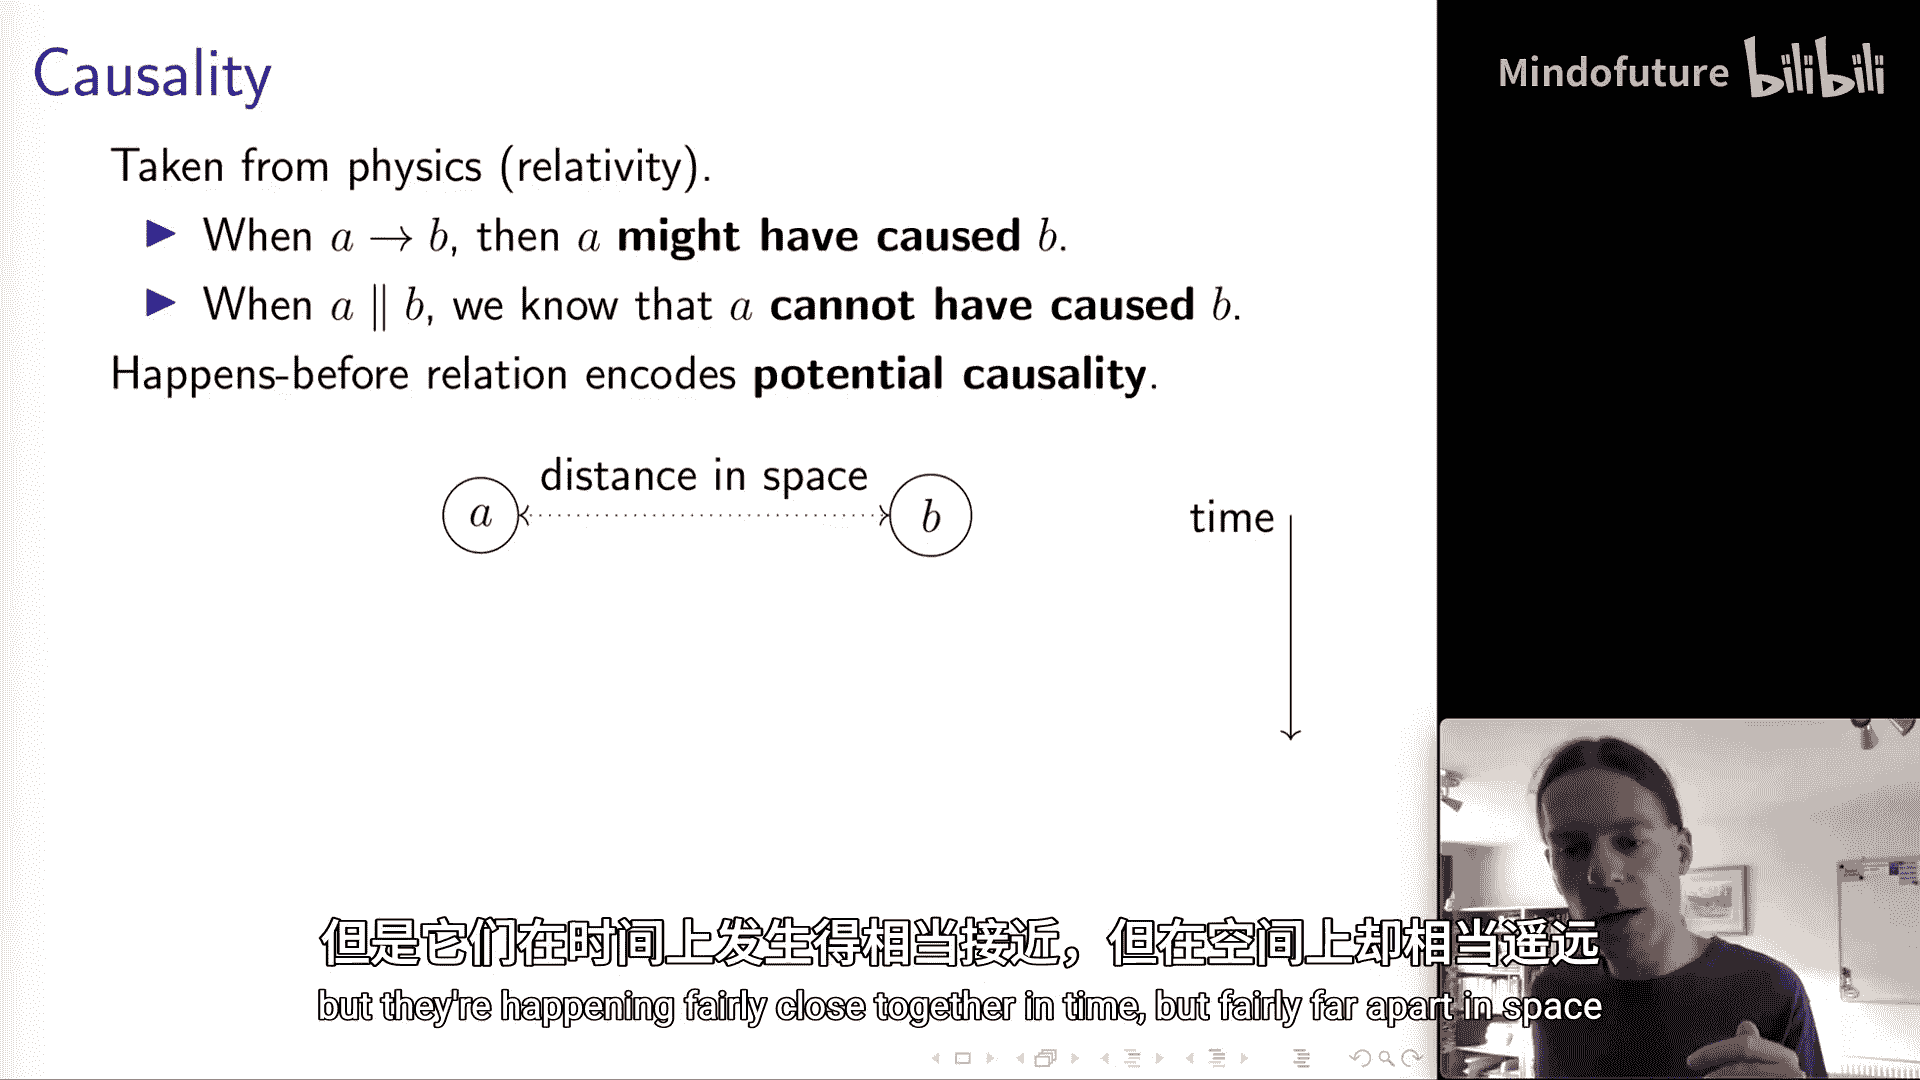 Causality
Mindofuture bilibili
Taken from physics (relativity).
▶ When a → b, then a might have caused b.
▶ When a ∥ b, we know that a cannot have caused b.
Happens-before relation encodes potential causality.
distance in space
a
b
time
但是它们在时间上发生得相当接近，但在空间上却相当遥远
but they're happening fairly close together in time, but fairly far apart in space